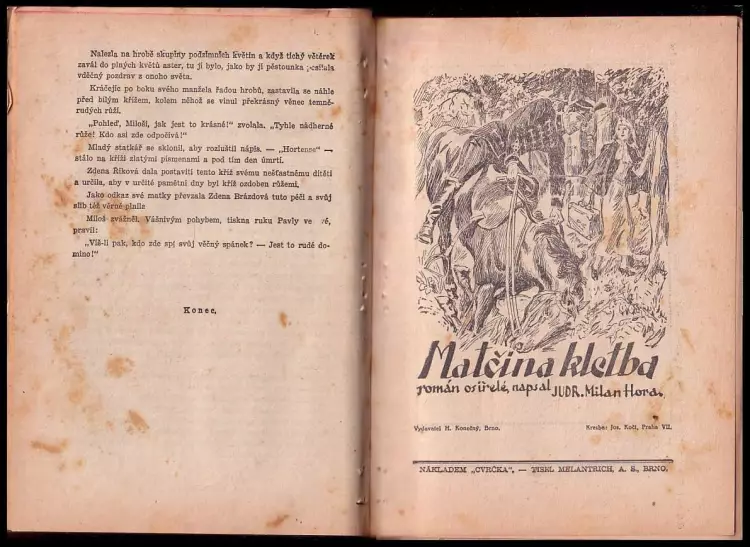 Nalezla na hrobě skupiny podzimních květin a když tichý větérek
zavál do plných květů aster, tu jí bylo, jako by jí pěstounka posílala
vděčný pozdrav z onoho světa.
Kráčejíc po boku svého manžela řadou hrobů, zastavila se náhle
před bílým křížem, kolem něhož se vinul překrásný věnec temně-
rudých růží.
„Pohleď, Miloši, jak jest to krásné!“ zvolala. „Tyhle nádherné
růže! Kdo asi zde odpočívá!“
Mladý statkář se sklonil, aby rozluštil nápis. — „Hortense“ —
stálo na kříži zlatými písmenami a pod tím den úmrtí.
Zdena Říková dala postaviti tento kříž svému nešťastnému dítěti
a určila, aby v určité památní dny byl kříž ozdoben růžemi.
Jako odkaz své matky převzala Zdena Brázdová tuto péči a svůj
slib též věrně plnila
Miloš zvážněl. Vášnivým pohybem, tiskna ruku Pavly ve
pravil:
„Víš-li pak, kdo zde spí svůj věčný spánek? — Jest to rudé do-
mino!“
Konec.
Matčina kletba
román osiřelé, napsal JUDR. Milan Hora.
Vydavatel H. Konečný, Brno. Kresba: Jos. Kočí, Praha VII.
NÁKLADEM „CVRČKA“, — TISKL MELANTRICH, A. S., BRNO.